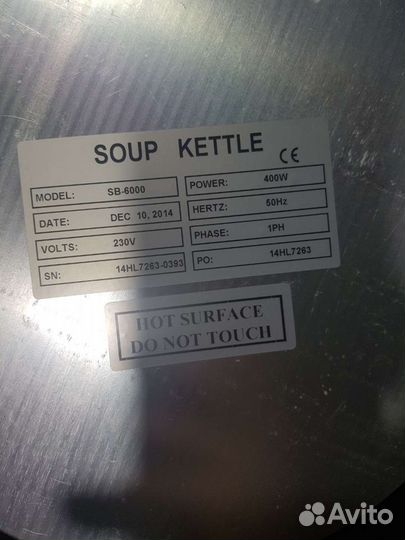 SOUP KETTLE CE
MODEL: SB-6000 POWER: 400W
DATE: DEC 10, 2014 HERTZ: 50Hz
VOLTS: 230V PHASE: 1PH
SN: 14HL7263-0393 PO: 14HL7263
HOT SURFACE
DO NOT TOUCH
Avito